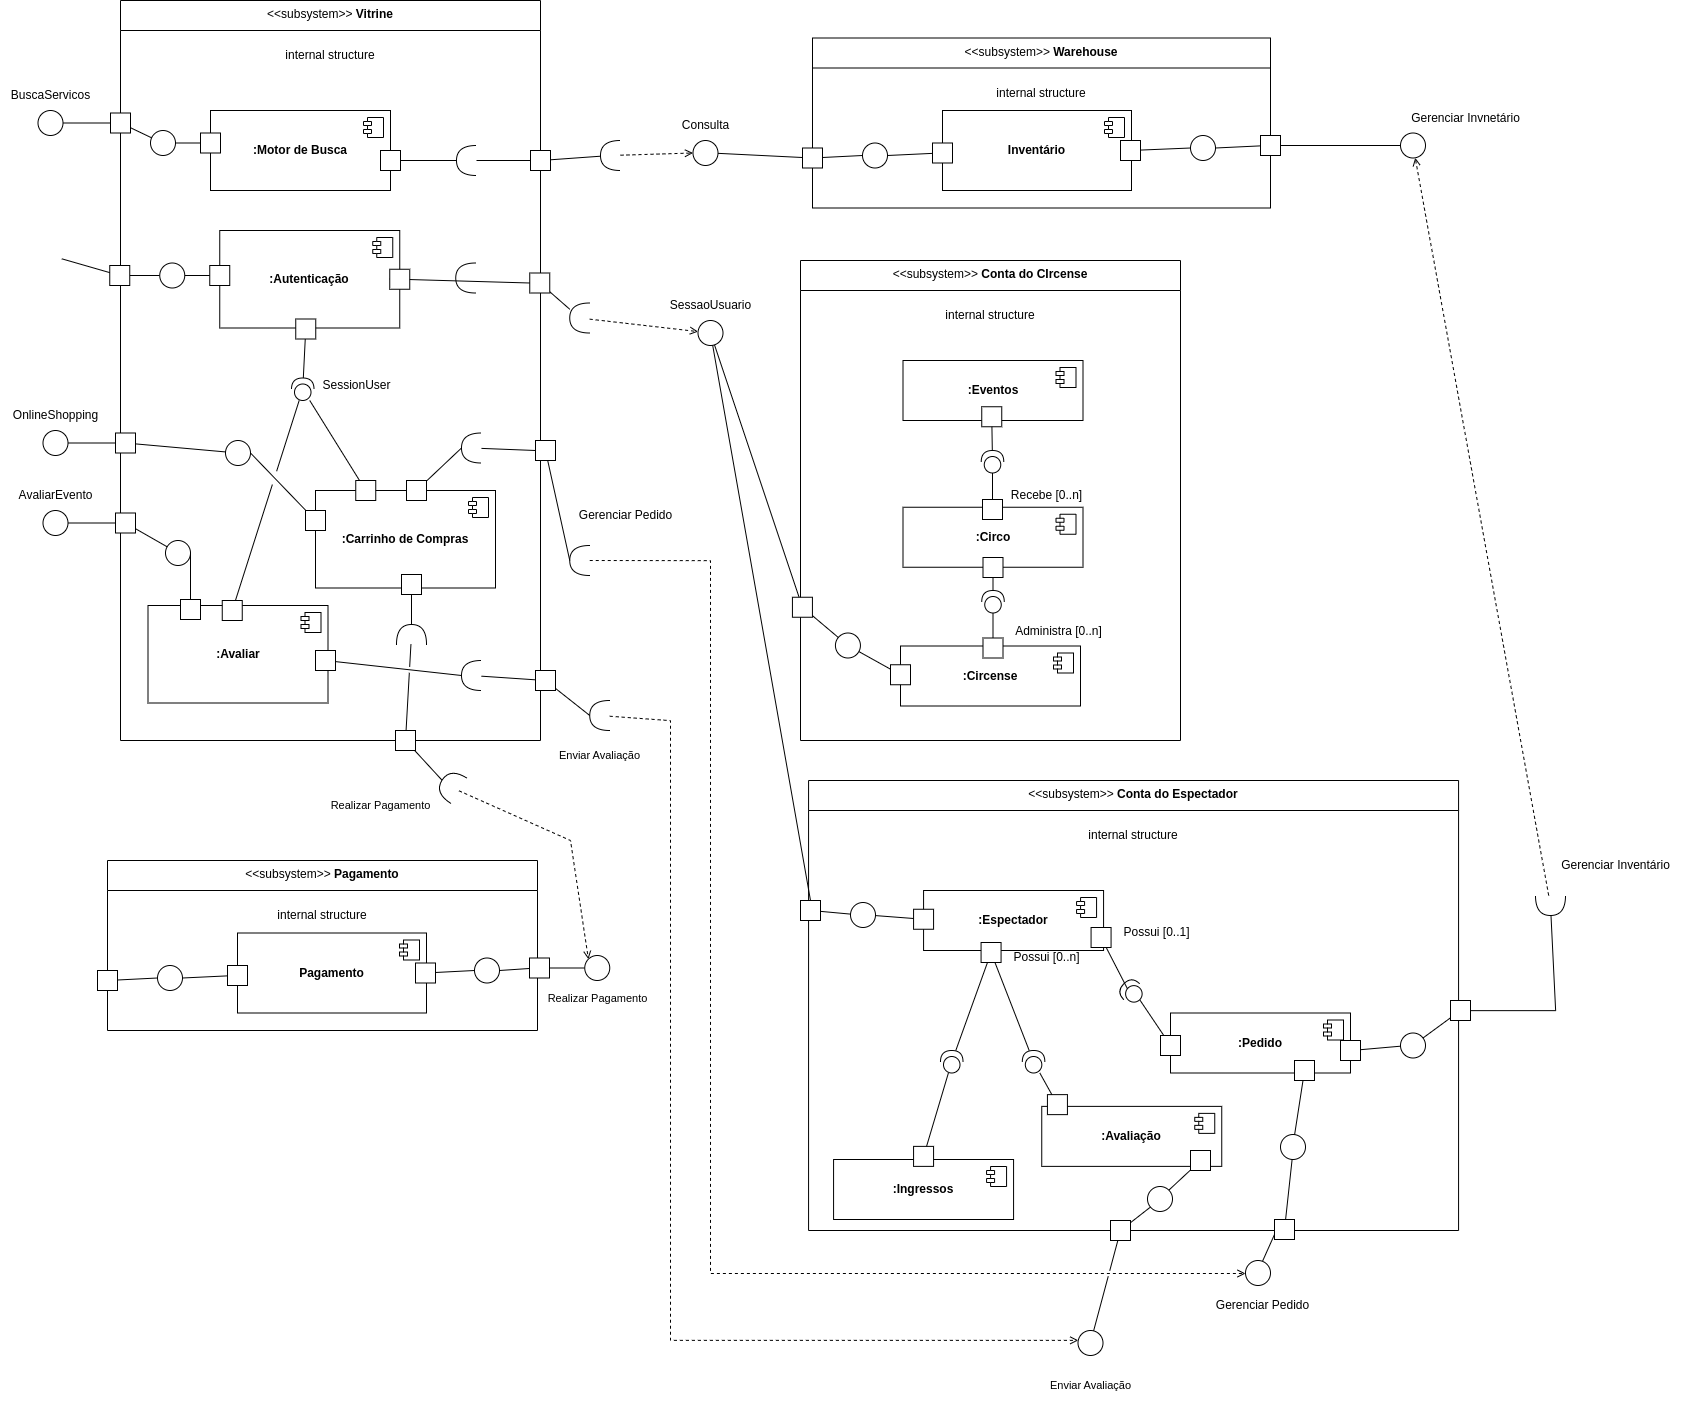 <<subsystem>> Vitrine
internal structure
BuscaServicos
:Motor de Busca
Consulta
<<subsystem>> Warehouse
internal structure
Inventário
Gerenciar Invnetário
:Autenticação
SessionUser
SessaoUsuario
OnlineShopping
AvaliarEvento
:Carrinho de Compras
Gerenciar Pedido
:Avaliar
Enviar Avaliação
Realizar Pagamento
<<subsystem>> Conta do CIrcense
internal structure
:Eventos
Recebe [0..n]
:Circo
Administra [0..n]
:Circense
<<subsystem>> Pagamento
internal structure
Pagamento
Realizar Pagamento
<<subsystem>> Conta do Espectador
internal structure
Gerenciar Inventário
:Espectador
Possui [0..1]
Possui [0..n]
:Pedido
:Avaliação
:Ingressos
Gerenciar Pedido
Enviar Avaliação